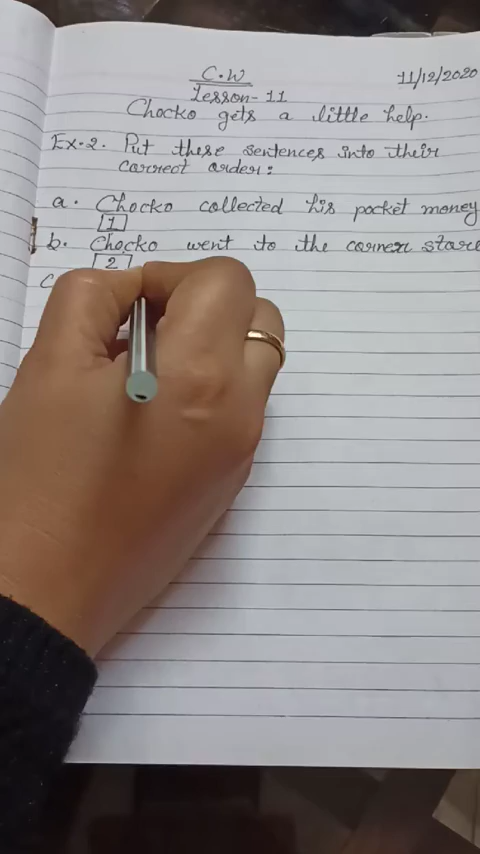 C.W
11/12/2020
Lesson- 11
Chocko gets a little help.
Ex-2. Put these sentences into their
correct order:
a. Chocko collected his pocket money
1
b. Chocko went to the corner store
2
c